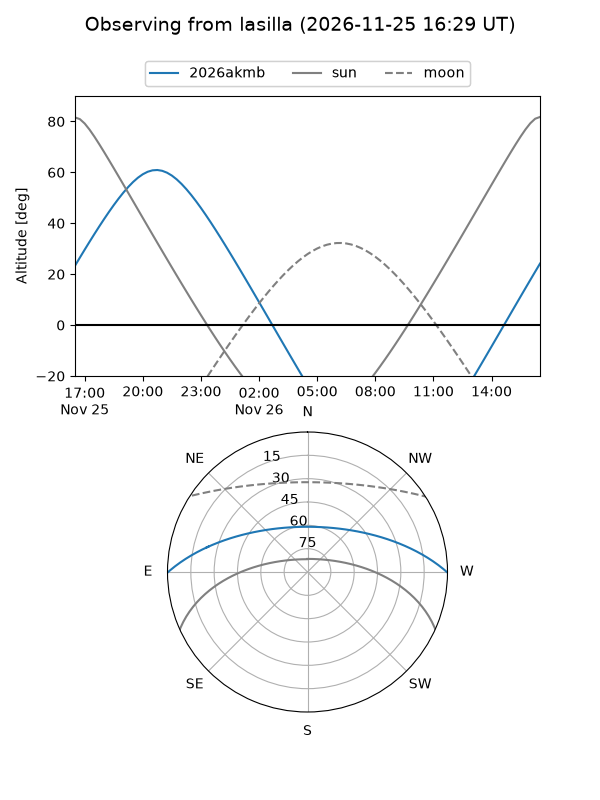 Observing from lasilla (2026-11-25 16:29 UT)
2026akmb sun moon
80
60
40
20
0
−20
Altitude [deg]
17:00 20:00 23:00 02:00 05:00 08:00 11:00 14:00
Nov 25 Nov 26
N
NE NW
15
30
45
60
75
E W
SE SW
S